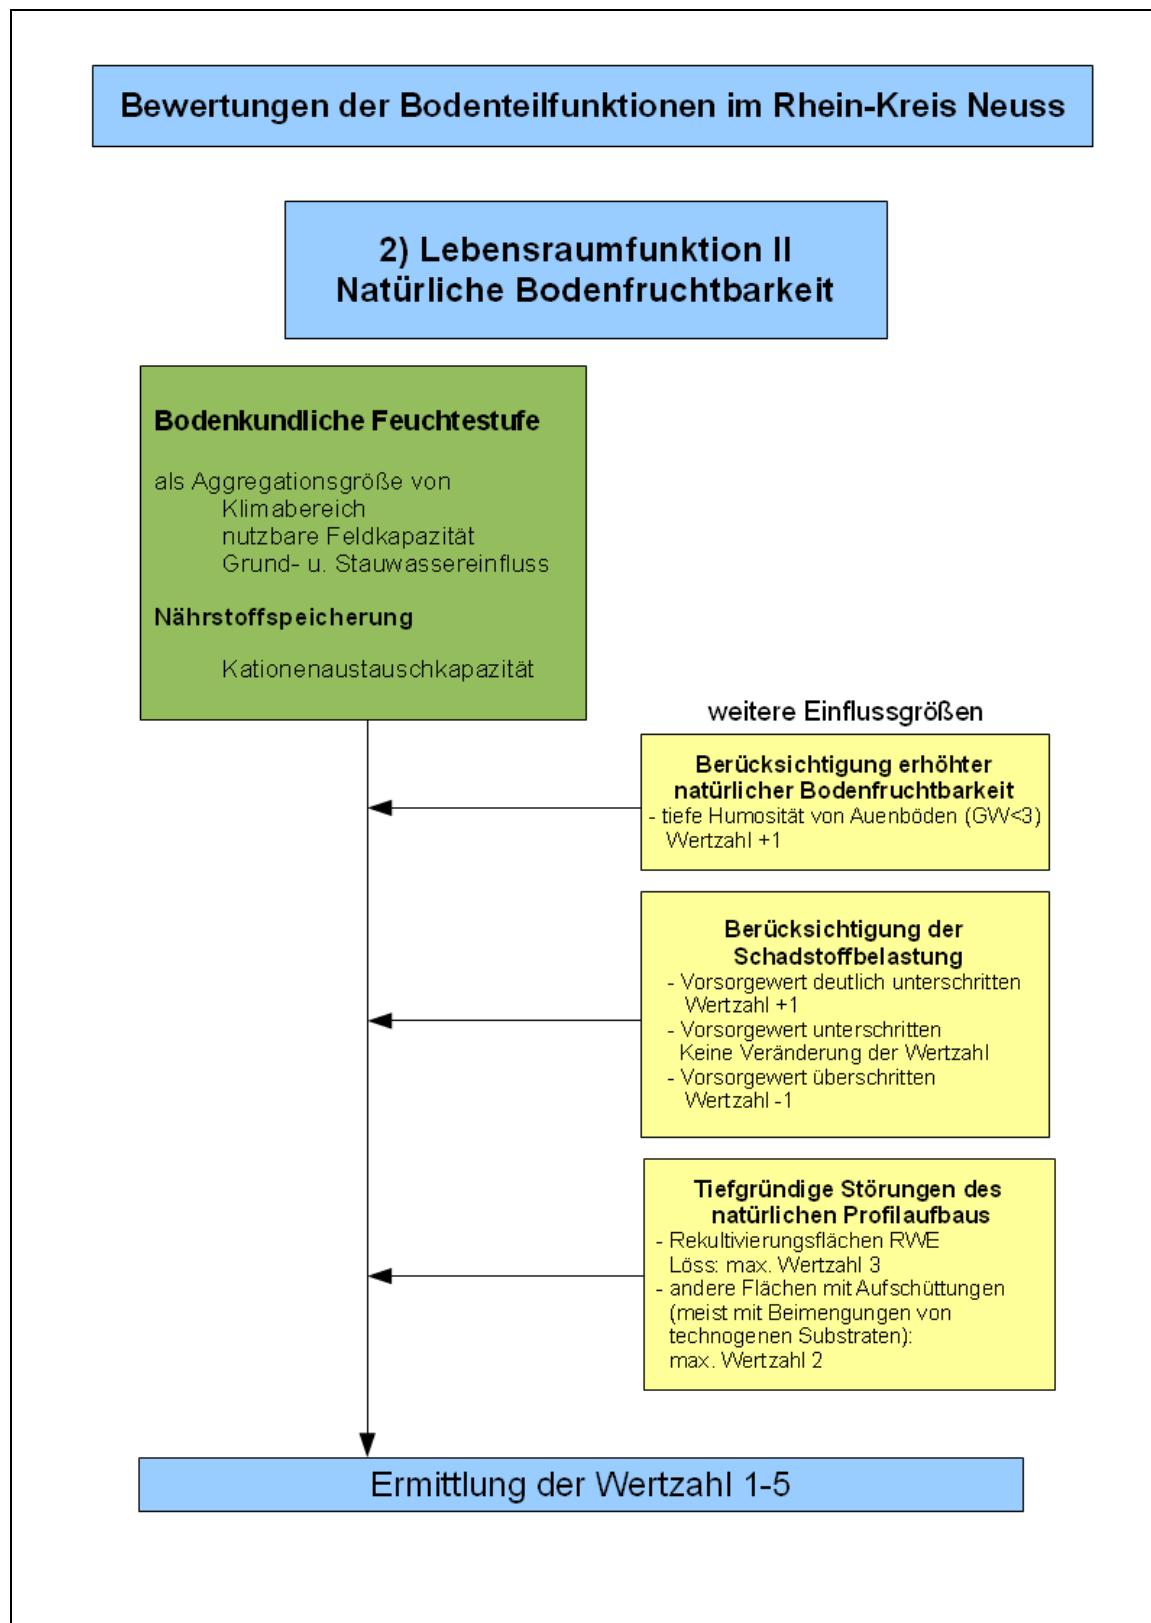 Bewertungen der Bodenteilfunktionen im Rhein-Kreis Neuss
2) Lebensraumfunktion II
Natürliche Bodenfruchtbarkeit
Bodenkundliche Feuchtestufe
als Aggregationsgröße von
Klimabereich
nutzbare Feldkapazität
Grund- u. Stauwassereinfluss
Nährstoffspeicherung
Kationenaustauschkapazität
weitere Einflussgrößen
Berücksichtigung erhöhter
natürlicher Bodenfruchtbarkeit
- tiefe Humosität von Auenböden (GW<3)
Wertzahl +1
Berücksichtigung der
Schadstoffbelastung
- Vorsorgewert deutlich unterschritten
Wertzahl +1
- Vorsorgewert unterschritten
Keine Veränderung der Wertzahl
- Vorsorgewert überschritten
Wertzahl -1
Tiefgründige Störungen des
natürlichen Profilaufbaus
- Rekultivierungsflächen RWE
Löss: max. Wertzahl 3
- andere Flächen mit Aufschüttungen
(meist mit Beimengungen von
technogenen Substraten):
max. Wertzahl 2
Ermittlung der Wertzahl 1-5